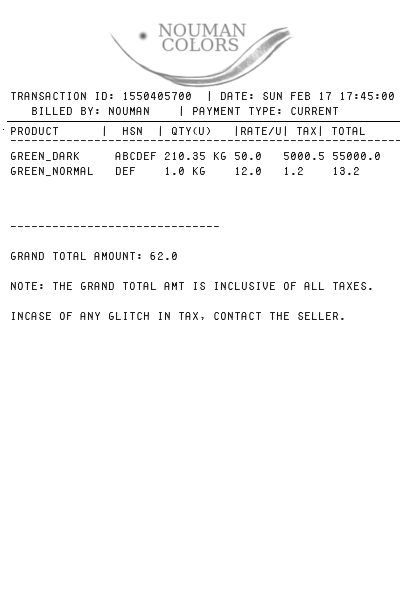 NOUMAN
COLORS
TRANSACTION ID: 1550405700 | DATE: SUN FEB 17 17:45:00
BILLED BY: NOUMAN | PAYMENT TYPE: CURRENT
PRODUCT | HSN | QTY(U) |RATE/U| TAX| TOTAL
GREEN_DARK ABCDEF 210.35 KG 50.0 5000.5 55000.0
GREEN_NORMAL DEF 1.0 KG 12.0 1.2 13.2
------------------------------
GRAND TOTAL AMOUNT: 62.0
NOTE: THE GRAND TOTAL AMT IS INCLUSIVE OF ALL TAXES.
INCASE OF ANY GLITCH IN TAX, CONTACT THE SELLER.